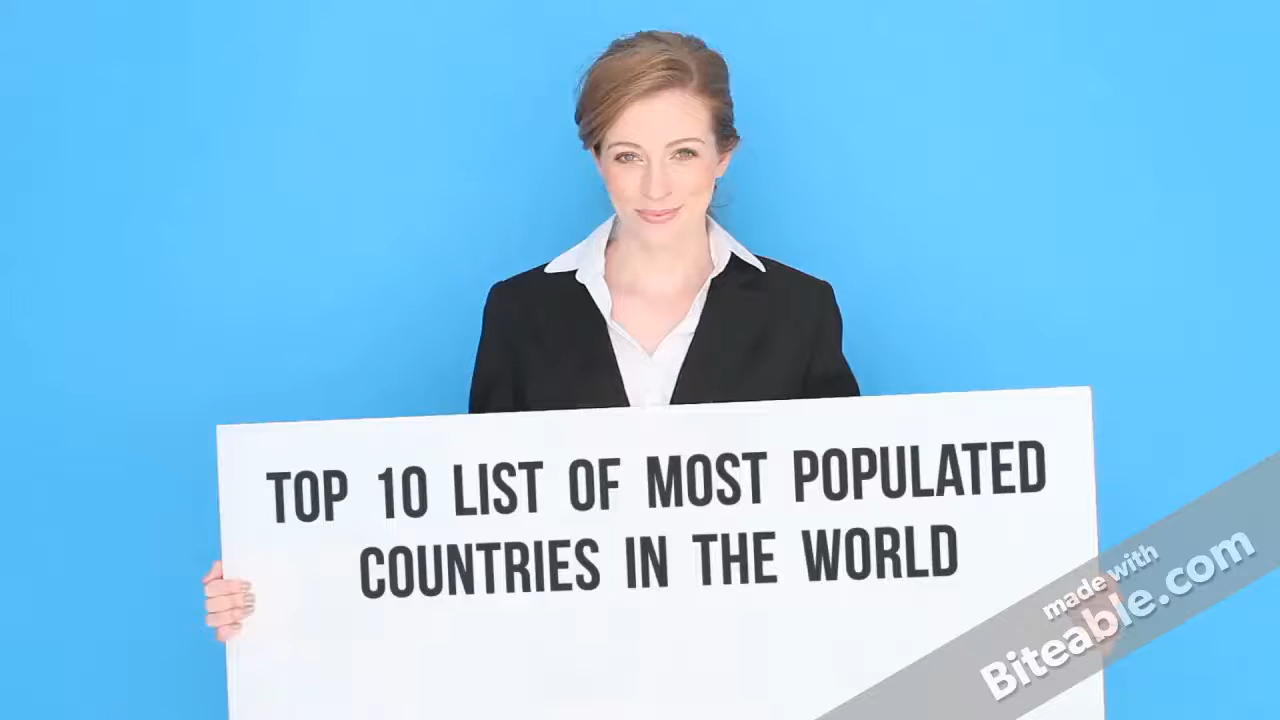 TOP 10 LIST OF MOST POPULATED
COUNTRIES IN THE WORLD
made with
Biteable.com